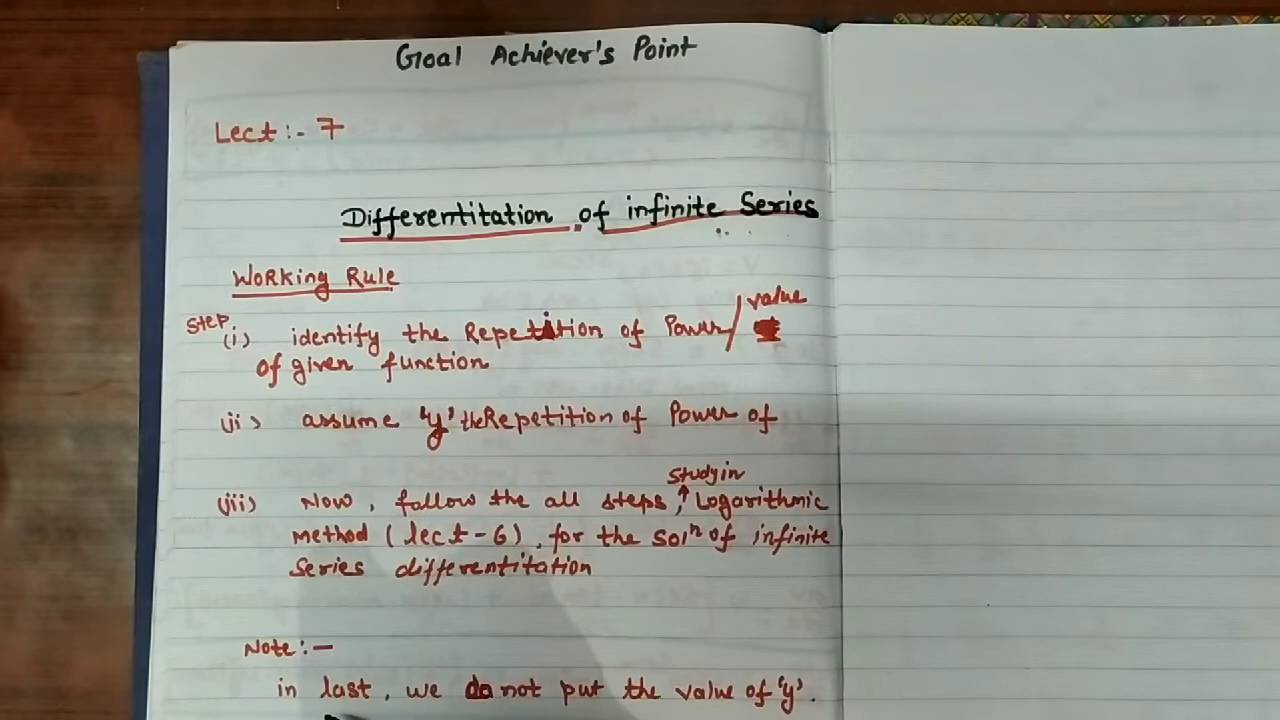 Goal Achiever's Point
Lect :- 7
Differentitation of infinite Series
Working Rule
Step (i) identify the Repetition of Power/value
of given function
(ii) assume 'y' the Repetition of Power of
(iii) Now, follow the all steps, study in Logarithmic
method (lect-6), for the solⁿ of infinite
Series differentitation
Note :-
in last, we do not put the value of 'y'.